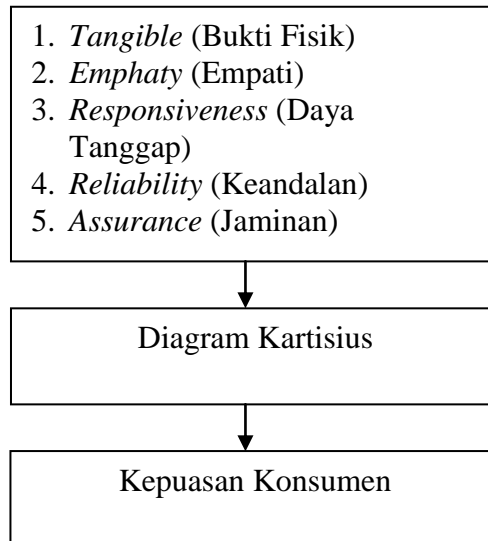 1. Tangible (Bukti Fisik)
2. Emphaty (Empati)
3. Responsiveness (Daya
Tanggap)
4. Reliability (Keandalan)
5. Assurance (Jaminan)
Diagram Kartisius
Kepuasan Konsumen